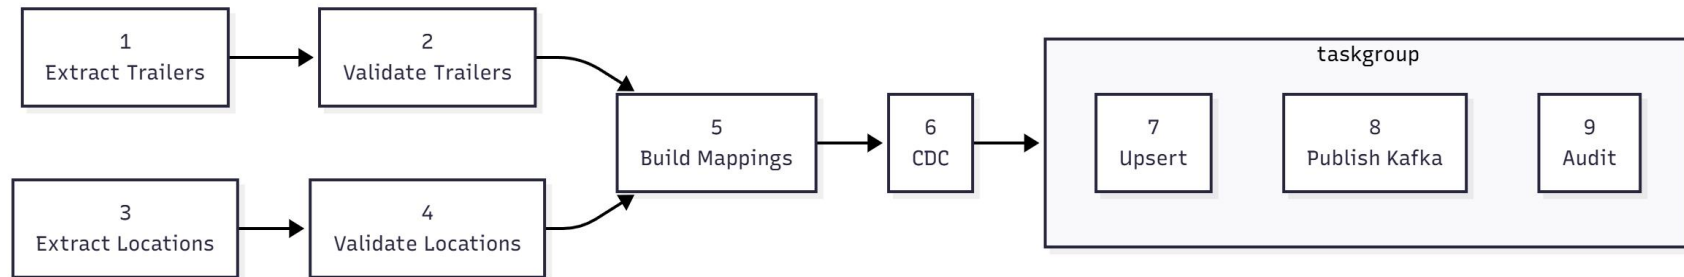 1
Extract Trailers
2
Validate Trailers
3
Extract Locations
4
Validate Locations
5
Build Mappings
6
CDC
taskgroup
7
Upsert
8
Publish Kafka
9
Audit